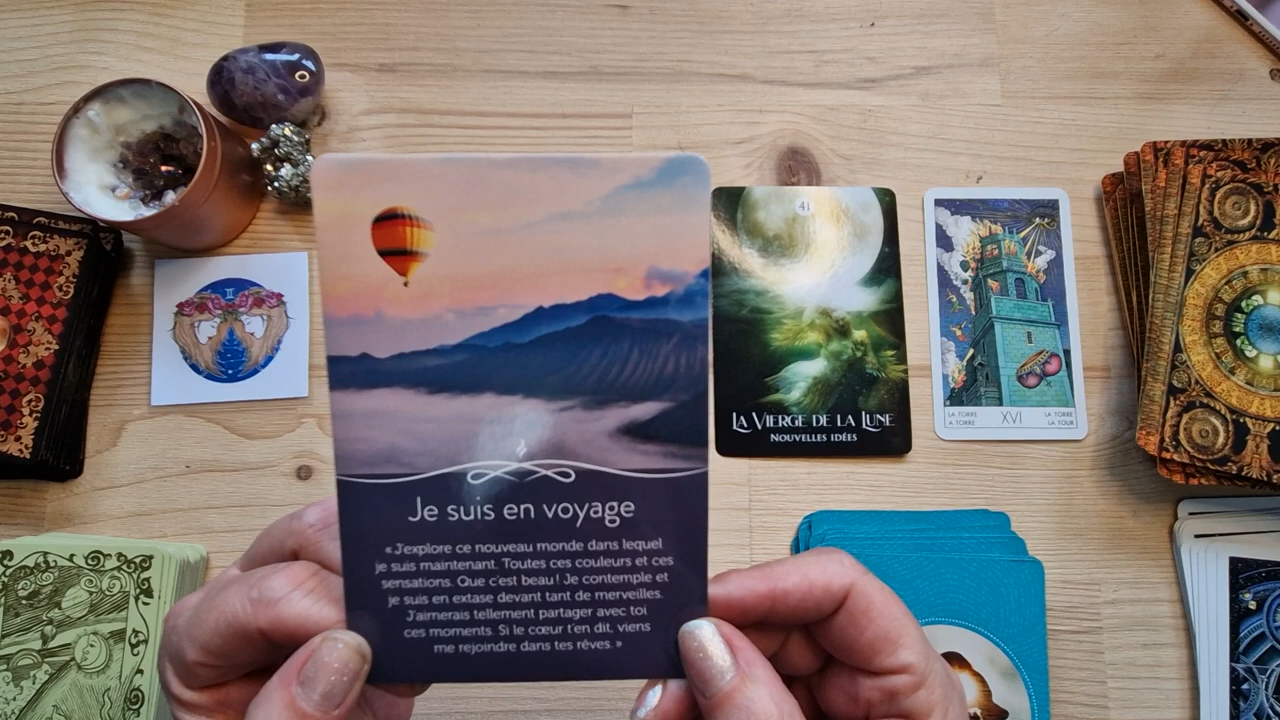 Je suis en voyage
« J'explore ce nouveau monde dans lequel
je suis maintenant. Toutes ces couleurs et ces
sensations. Que c'est beau ! Je contemple et
je suis en extase devant tant de merveilles.
J'aimerais tellement partager avec toi
ces moments. Si le cœur t'en dit, viens
me rejoindre dans tes rêves. »
41
LA VIERGE DE LA LUNE
NOUVELLES IDÉES
LA TORRE
A TORRE
XVI
LA TORRE
LA TOUR